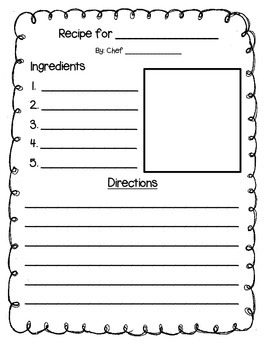 Recipe for
By: Chef
Ingredients
1.
2.
3.
4.
5.
Directions